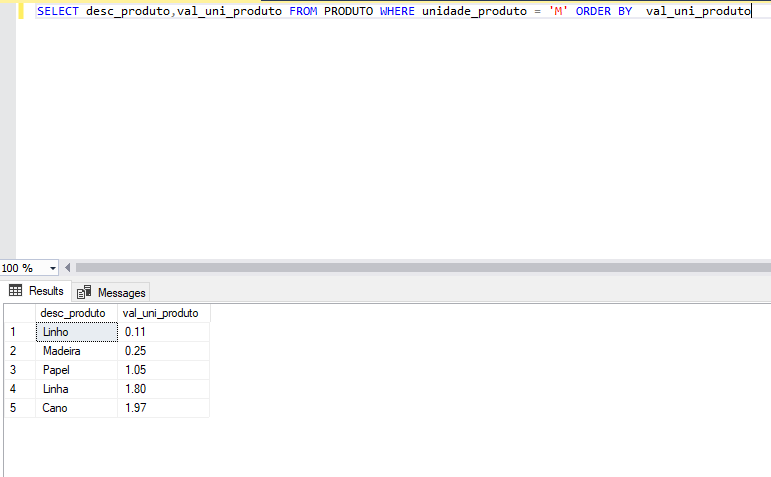 SELECT desc_produto,val_uni_produto FROM PRODUTO WHERE unidade_produto = 'M' ORDER BY  val_uni_produto
100 %
Results Messages
desc_produto val_uni_produto
1 Linho 0.11
2 Madeira 0.25
3 Papel 1.05
4 Linha 1.80
5 Cano 1.97